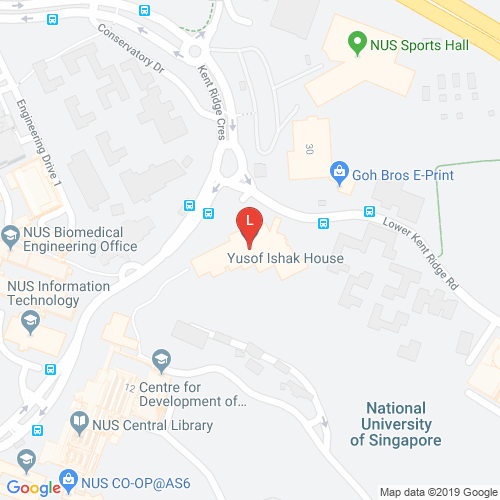 Conservatory Dr
NUS Sports Hall
Kent Ridge Cres
Engineering Drive 1
30
Goh Bros E-Print
L
Lower Kent Ridge Rd
NUS Biomedical
Engineering Office
Yusof Ishak House
NUS Information
Technology
12
Centre for
Development of...
NUS Central Library
National
University
of Singapore
NUS CO-OP@AS6
Google
Map data ©2019 Google